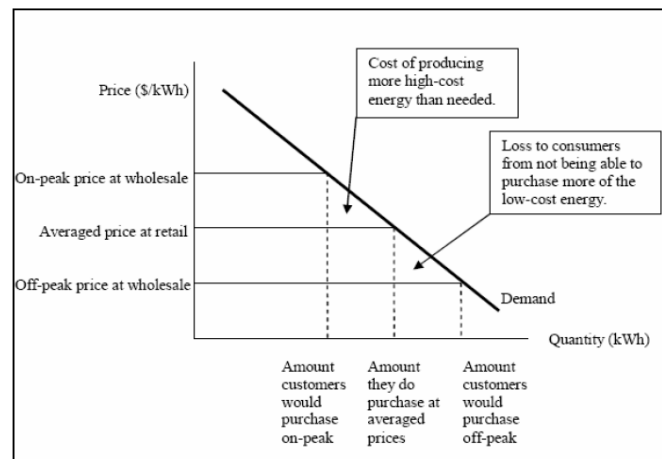 Cost of producing
more high-cost
energy than needed.
Price ($/kWh)
Loss to consumers
from not being able to
purchase more of the
low-cost energy.
On-peak price at wholesale
Averaged price at retail
Off-peak price at wholesale
Demand
Quantity (kWh)
Amount
customers
would
purchase
on-peak
Amount
they do
purchase at
averaged
prices
Amount
customers
would
purchase
off-peak